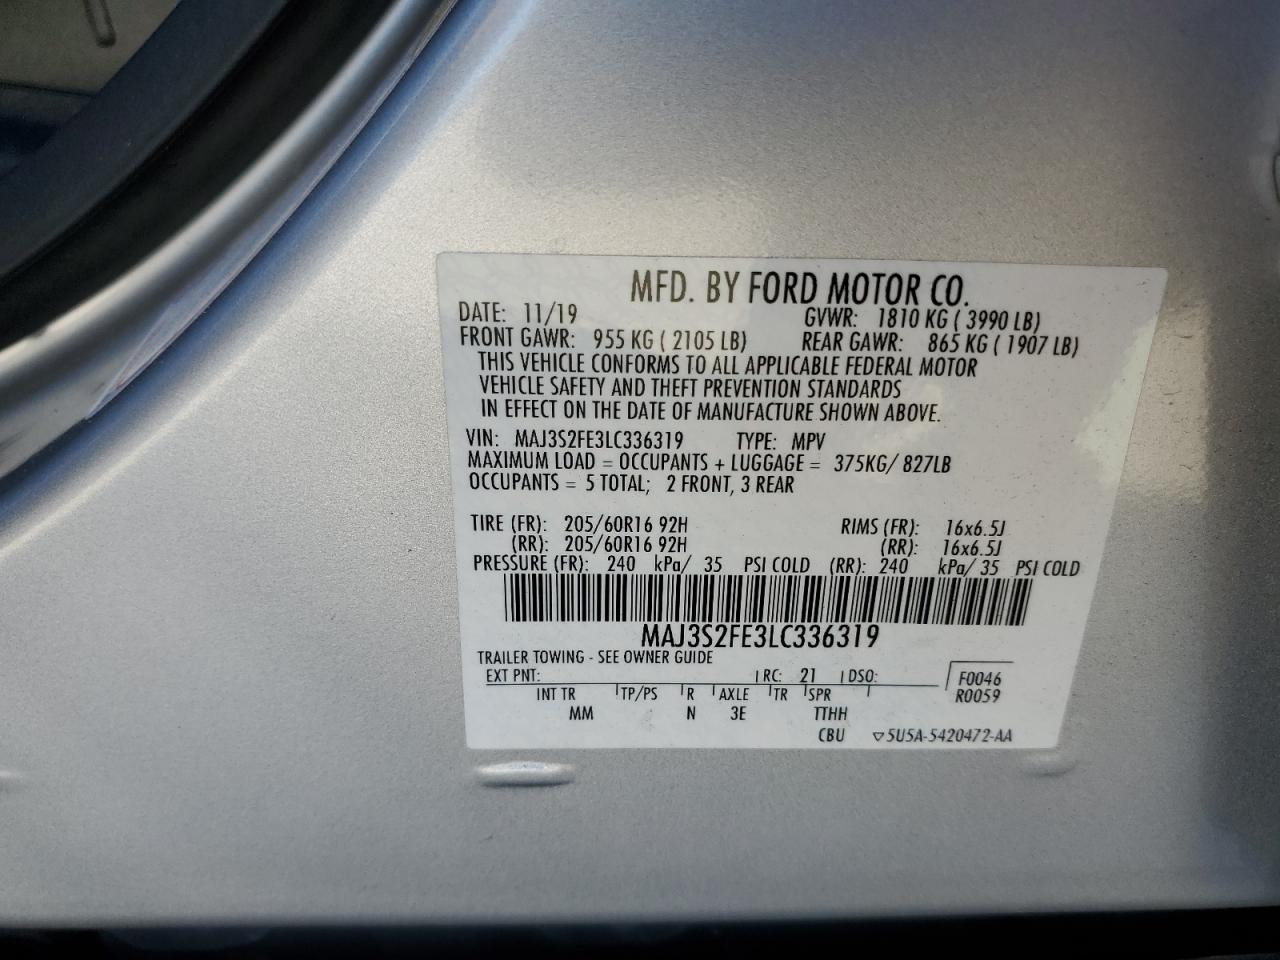 MFD. BY FORD MOTOR CO.
DATE: 11/19 GVWR: 1810 KG ( 3990 LB)
FRONT GAWR: 955 KG ( 2105 LB) REAR GAWR: 865 KG ( 1907 LB)
THIS VEHICLE CONFORMS TO ALL APPLICABLE FEDERAL MOTOR
VEHICLE SAFETY AND THEFT PREVENTION STANDARDS
IN EFFECT ON THE DATE OF MANUFACTURE SHOWN ABOVE.
VIN: MAJ3S2FE3LC336319 TYPE: MPV
MAXIMUM LOAD = OCCUPANTS + LUGGAGE = 375KG/ 827LB
OCCUPANTS = 5 TOTAL; 2 FRONT, 3 REAR
TIRE (FR): 205/60R16 92H RIMS (FR): 16x6.5J
(RR): 205/60R16 92H (RR): 16x6.5J
PRESSURE (FR): 240 kPa/ 35 PSI COLD (RR): 240 kPa/ 35 PSI COLD
MAJ3S2FE3LC336319
TRAILER TOWING - SEE OWNER GUIDE
EXT PNT: RC: 21 DSO: F0046
INT TR TP/PS R AXLE TR SPR R0059
MM N 3E TTHH
CBU ▽5U5A-5420472-AA